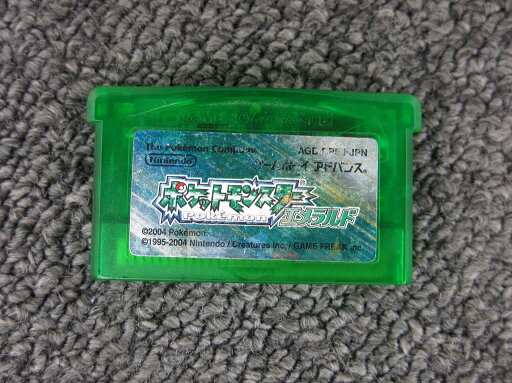 GAME BOY ADVANCE
The Pokémon Company
Nintendo
AGB-BPEJ-JPN
ゲームボーイ アドバンス
ポケットモンスター
POKéMON
エメラルド
©2004 Pokémon.
©1995-2004 Nintendo / Creatures inc. / GAME FREAK inc.